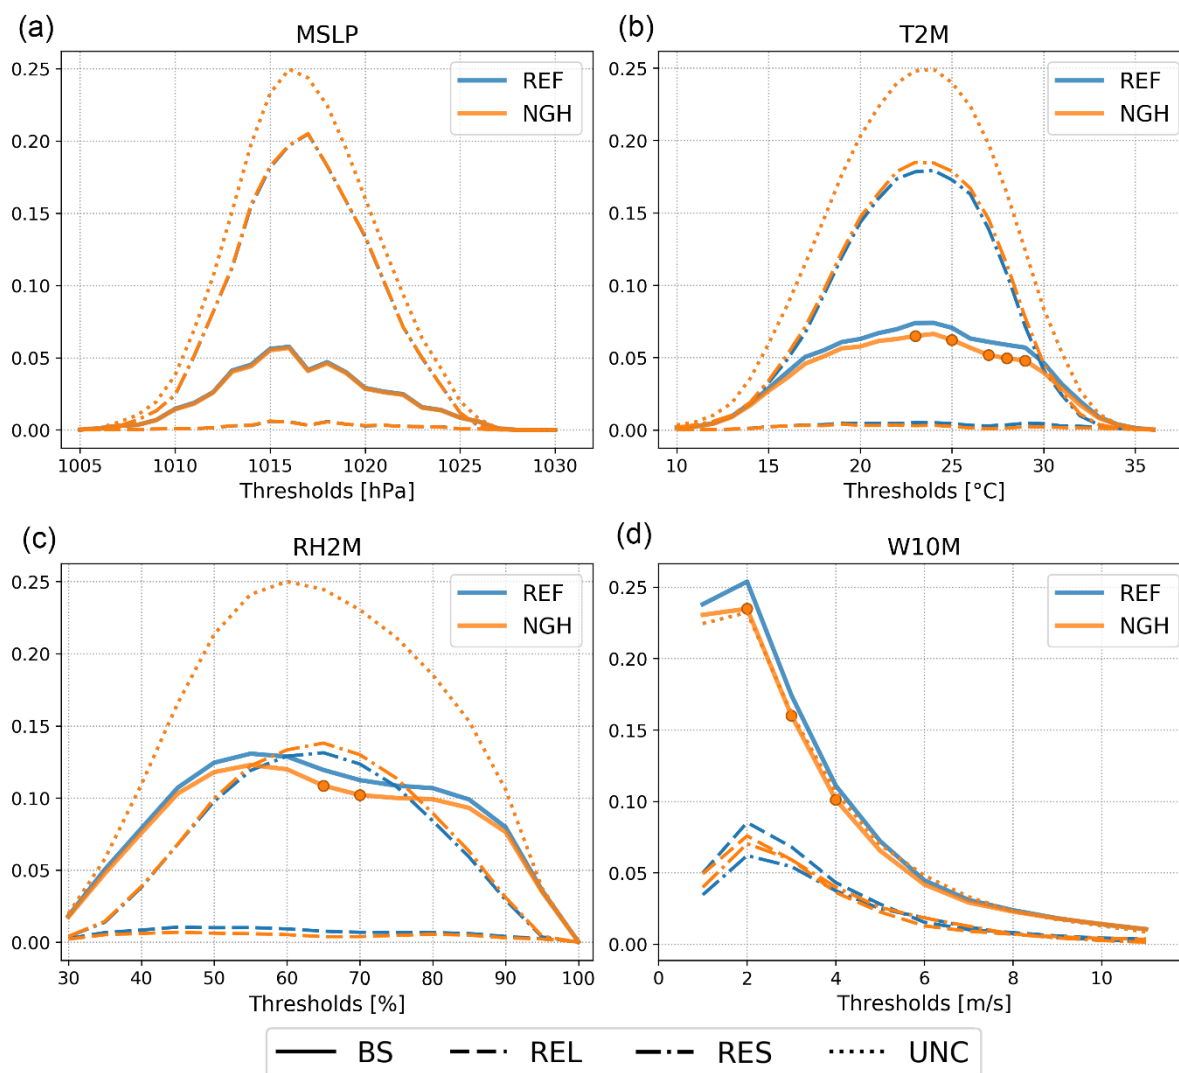 (a) MSLP
REF
NGH
0.25
0.20
0.15
0.10
0.05
0.00
1005 1010 1015 1020 1025 1030
Thresholds [hPa]
(b) T2M
REF
NGH
0.25
0.20
0.15
0.10
0.05
0.00
10 15 20 25 30 35
Thresholds [°C]
(c) RH2M
REF
NGH
0.25
0.20
0.15
0.10
0.05
0.00
30 40 50 60 70 80 90 100
Thresholds [%]
(d) W10M
REF
NGH
0.25
0.20
0.15
0.10
0.05
0.00
0 2 4 6 8 10
Thresholds [m/s]
BS REL RES UNC